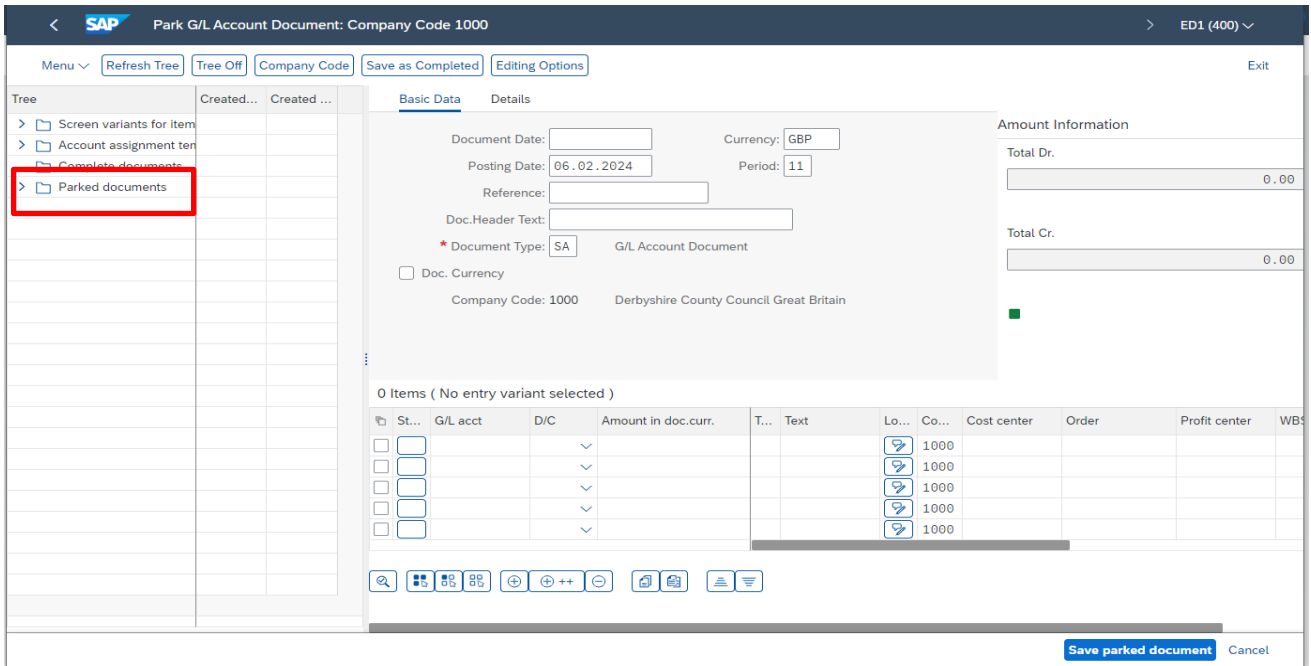 SAP Park G/L Account Document: Company Code 1000 ED1 (400)
Menu Refresh Tree Tree Off Company Code Save as Completed Editing Options Exit
Tree Created... Created ...
Screen variants for item
Account assignment ten
Complete documents
Parked documents
Basic Data Details
Document Date: Currency: GBP
Posting Date: 06.02.2024 Period: 11
Reference:
Doc.Header Text:
* Document Type: SA G/L Account Document
Doc. Currency
Company Code: 1000 Derbyshire County Council Great Britain
Amount Information
Total Dr.
0.00
Total Cr.
0.00
0 Items ( No entry variant selected )
St... G/L acct D/C Amount in doc.curr. T... Text Lo... Co... Cost center Order Profit center WBS
1000
1000
1000
1000
1000
++
Save parked document Cancel